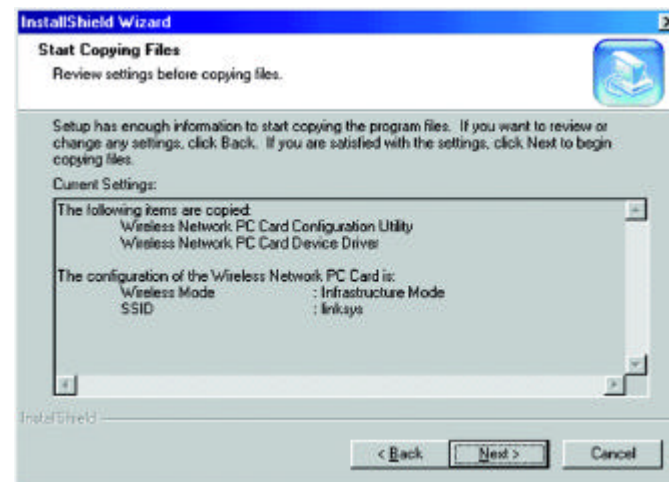 InstallShield Wizard
Start Copying Files
Review settings before copying files.
Setup has enough information to start copying the program files. If you want to review or
change any settings, click Back. If you are satisfied with the settings, click Next to begin
copying files.
Current Settings:
The following items are copied:
Wireless Network PC Card Configuration Utility
Wireless Network PC Card Device Driver
The configuration of the Wireless Network PC Card is:
Wireless Mode : Infrastructure Mode
SSID : linksys
InstallShield
< Back Next > Cancel